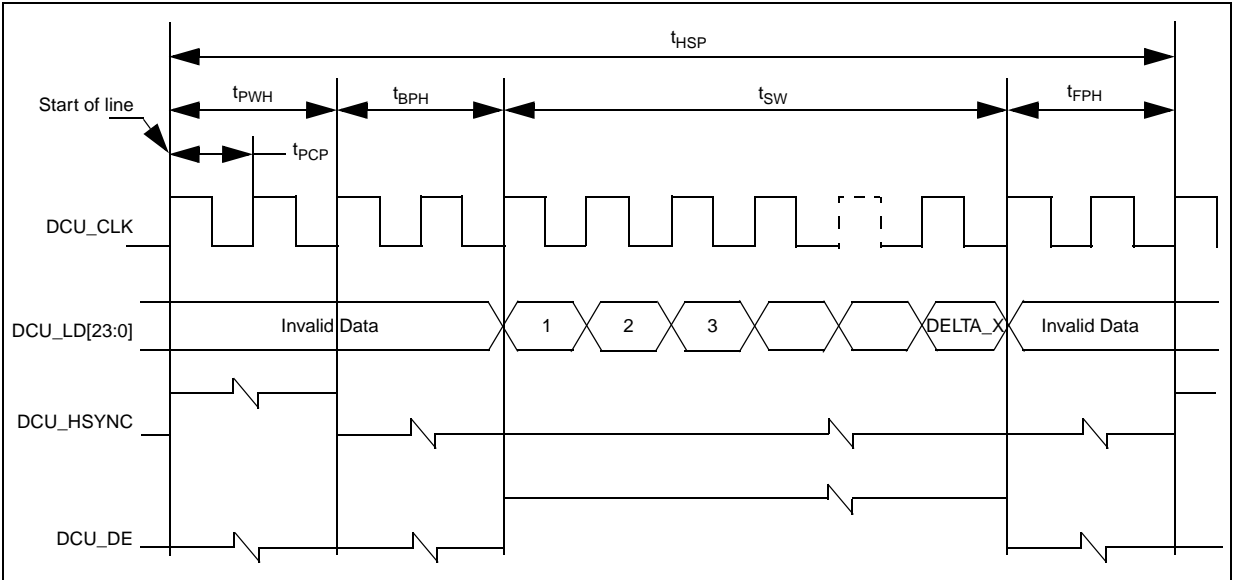 tHSP
tPWH tBPH tSW tFPH
Start of line
tPCP
DCU_CLK
DCU_LD[23:0] Invalid Data 1 2 3 DELTA_X Invalid Data
DCU_HSYNC
DCU_DE